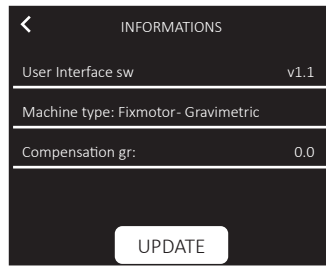 INFORMATIONS
User Interface sw v1.1
Machine type: Fixmotor- Gravimetric
Compensation gr: 0.0
UPDATE